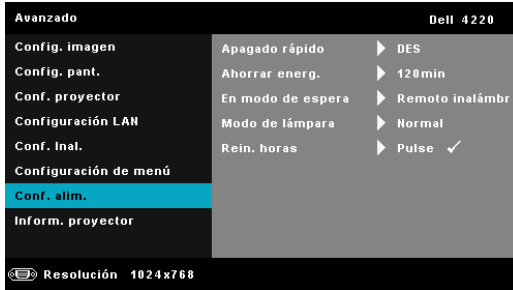 Avanzado Dell 4220
Config. imagen
Config. pant.
Conf. proyector
Configuración LAN
Conf. Inal.
Configuración de menú
Conf. alim.
Inform. proyector
Apagado rápido DES
Ahorrar energ. 120min
En modo de espera Remoto inalámbr
Modo de lámpara Normal
Rein. horas Pulse ✓
Resolución 1024x768